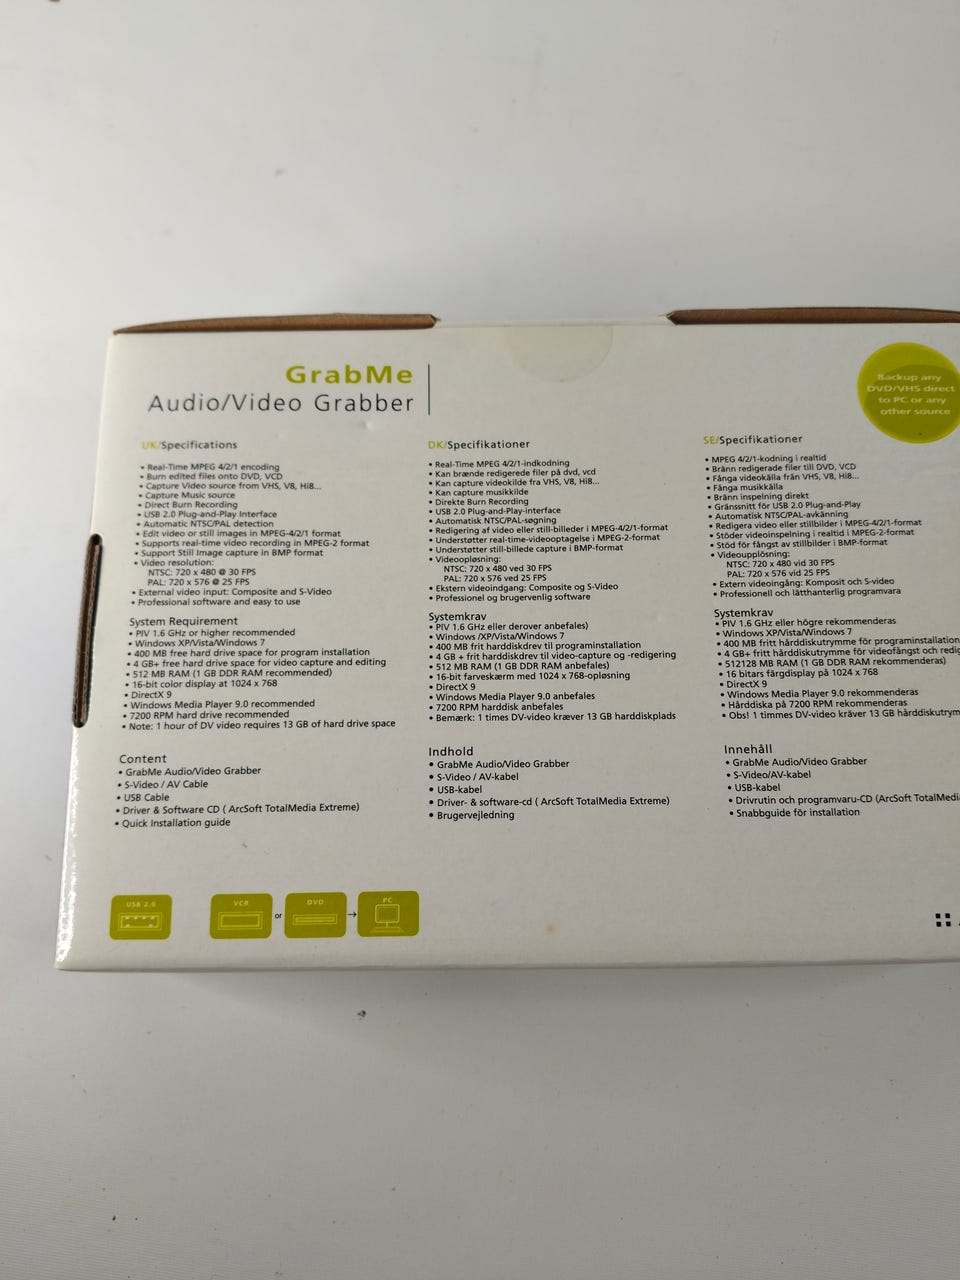 GrabMe
Audio/Video Grabber
Backup any
DVD/VHS direct
to PC or any
other source
UK/Specifications
• Real-Time MPEG 4/2/1 encoding
• Burn edited files onto DVD, VCD
• Capture Video source from VHS, V8, Hi8...
• Capture Music source
• Direct Burn Recording
• USB 2.0 Plug-and-Play Interface
• Automatic NTSC/PAL detection
• Edit video or still images in MPEG-4/2/1 format
• Supports real-time video recording in MPEG-2 format
• Support Still Image capture in BMP format
• Video resolution:
NTSC: 720 x 480 @ 30 FPS
PAL: 720 x 576 @ 25 FPS
• External video input: Composite and S-Video
• Professional software and easy to use
System Requirement
• PIV 1.6 GHz or higher recommended
• Windows XP/Vista/Windows 7
• 400 MB free hard drive space for program installation
• 4 GB+ free hard drive space for video capture and editing
• 512 MB RAM (1 GB DDR RAM recommended)
• 16-bit color display at 1024 x 768
• DirectX 9
• Windows Media Player 9.0 recommended
• 7200 RPM hard drive recommended
• Note: 1 hour of DV video requires 13 GB of hard drive space
Content
• GrabMe Audio/Video Grabber
• S-Video / AV Cable
• USB Cable
• Driver & Software CD ( ArcSoft TotalMedia Extreme)
• Quick Installation guide
DK/Specifikationer
• Real-Time MPEG 4/2/1-indkodning
• Kan brænde redigerede filer på dvd, vcd
• Kan capture videokilde fra VHS, V8, Hi8...
• Kan capture musikkilde
• Direkte Burn Recording
• USB 2.0 Plug-and-Play-interface
• Automatisk NTSC/PAL-søgning
• Redigering af video eller still-billeder i MPEG-4/2/1-format
• Understøtter real-time-videooptagelse i MPEG-2-format
• Understøtter still-billede capture i BMP-format
• Videoopløsning:
NTSC: 720 x 480 ved 30 FPS
PAL: 720 x 576 ved 25 FPS
• Ekstern videoindgang: Composite og S-Video
• Professionel og brugervenlig software
Systemkrav
• PIV 1.6 GHz eller derover anbefales)
• Windows /XP/Vista/Windows 7
• 400 MB frit harddiskdrev til programinstallation
• 4 GB + frit harddiskdrev til video-capture og -redigering
• 512 MB RAM (1 GB DDR RAM anbefales)
• 16-bit farveskærm med 1024 x 768-opløsning
• DirectX 9
• Windows Media Player 9.0 anbefales
• 7200 RPM harddisk anbefales
• Bemærk: 1 times DV-video kræver 13 GB harddiskplads
Indhold
• GrabMe Audio/Video Grabber
• S-Video / AV-kabel
• USB-kabel
• Driver- & software-cd ( ArcSoft TotalMedia Extreme)
• Brugervejledning
SE/Specifikationer
• MPEG 4/2/1-kodning i realtid
• Bränn redigerade filer till DVD, VCD
• Fånga videokälla från VHS, V8, Hi8...
• Fånga musikkälla
• Bränn inspelning direkt
• Gränssnitt för USB 2.0 Plug-and-Play
• Automatisk NTSC/PAL-avkänning
• Redigera video eller stillbilder i MPEG-4/2/1-format
• Stöder videoinspelning i realtid i MPEG-2-format
• Stöd för fångst av stillbilder i BMP-format
• Videoupplösning:
NTSC: 720 x 480 vid 30 FPS
PAL: 720 x 576 vid 25 FPS
• Extern videoingång: Komposit och S-video
• Professionell och lätthanterlig programvara
Systemkrav
• PIV 1.6 GHz eller högre rekommenderas
• Windows XP/Vista/Windows 7
• 400 MB fritt hårddiskutrymme för programinstallation
• 4 GB+ fritt hårddiskutrymme för videofångst och redig
• 512128 MB RAM (1 GB DDR RAM rekommenderas)
• 16 bitars färgdisplay på 1024 x 768
• DirectX 9
• Windows Media Player 9.0 rekommenderas
• Hårddiska på 7200 RPM rekommenderas
• Obs! 1 timmes DV-video kräver 13 GB hårddiskutrym
Innehåll
• GrabMe Audio/Video Grabber
• S-Video/AV-kabel
• USB-kabel
• Drivrutin och programvaru-CD (ArcSoft TotalMedi
• Snabbguide för installation
USB 2.0
VCR
or
DVD
PC